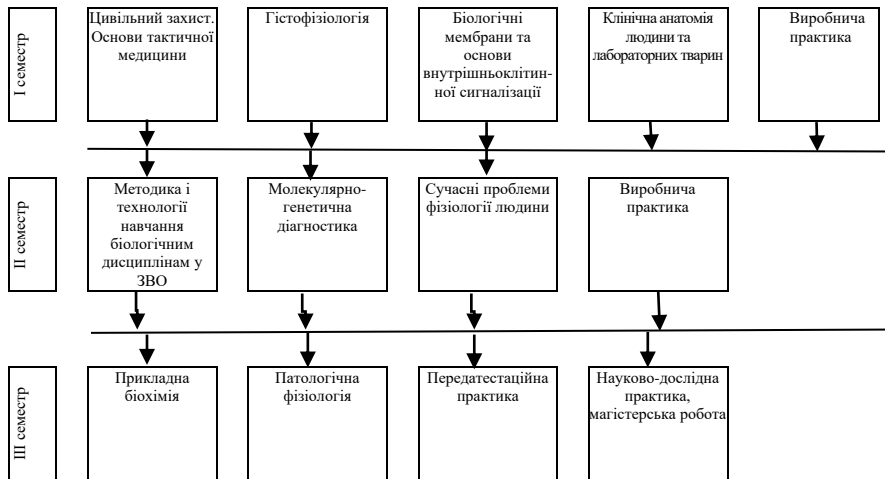 І семестр
Цивільний захист.
Основи тактичної
медицини
Гістофізіологія
Біологічні
мембрани та
основи
внутрішньоклітин-
ної сигналізації
Клінічна анатомія
людини та
лабораторних тварин
Виробнича
практика
ІІ семестр
Методика і
технології
навчання
біологічним
дисциплінам у
ЗВО
Молекулярно-
генетична
діагностика
Сучасні проблеми
фізіології людини
Виробнича
практика
ІІІ семестр
Прикладна
біохімія
Патологічна
фізіологія
Передатестаційна
практика
Науково-дослідна
практика,
магістерська робота